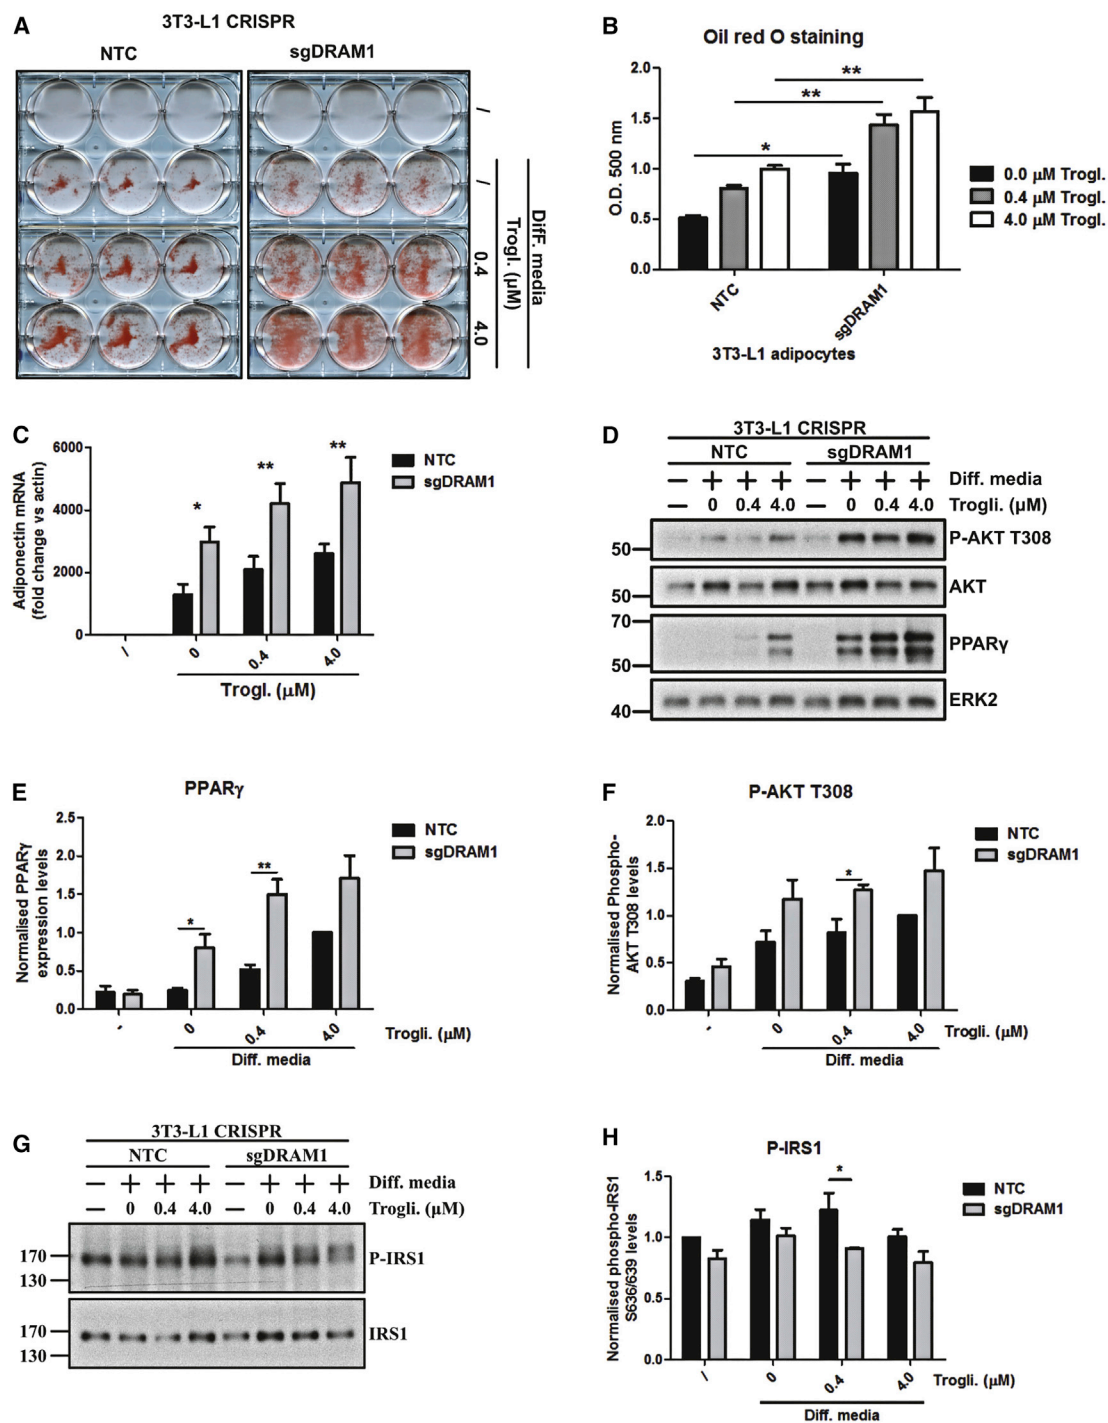 A
3T3-L1 CRISPR
NTC
sgDRAM1
/
/
0.4
4.0
Trogl. (µM)
Diff. media
B
Oil red O staining
O.D. 500 nm
2.0
1.5
1.0
0.5
0.0
*
**
**
NTC
sgDRAM1
3T3-L1 adipocytes
0.0 µM Trogl.
0.4 µM Trogl.
4.0 µM Trogl.
C
Adiponectin mRNA
(fold change vs actin)
6000
4000
2000
0
*
**
**
NTC
sgDRAM1
/
0
0.4
4.0
Trogl. (µM)
D
3T3-L1 CRISPR
NTC
sgDRAM1
— + + + — + + + Diff. media
— 0 0.4 4.0 — 0 0.4 4.0 Trogli. (µM)
50
P-AKT T308
50
AKT
70
50
PPARγ
40
ERK2
E
PPARγ
Normalised PPARγ
expression levels
2.5
2.0
1.5
1.0
0.5
0.0
*
**
NTC
sgDRAM1
-
0
0.4
4.0
Trogli. (µM)
Diff. media
F
P-AKT T308
Normalised Phospho-
AKT T308 levels
2.0
1.5
1.0
0.5
0.0
*
NTC
sgDRAM1
-
0
0.4
4.0
Trogli. (µM)
Diff. media
G
3T3-L1 CRISPR
NTC
sgDRAM1
— + + + — + + + Diff. media
— 0 0.4 4.0 — 0 0.4 4.0 Trogli. (µM)
170
130
P-IRS1
170
130
IRS1
H
P-IRS1
Normalised phospho-IRS1
S636/639 levels
1.5
1.0
0.5
0.0
*
NTC
sgDRAM1
/
0
0.4
4.0
Trogli. (µM)
Diff. media